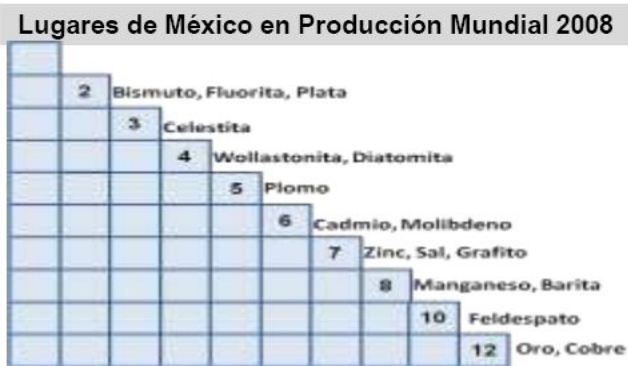 Lugares de México en Producción Mundial 2008
2 Bismuto, Fluorita, Plata
3 Celestita
4 Wollastonita, Diatomita
5 Plomo
6 Cadmio, Molibdeno
7 Zinc, Sal, Grafito
8 Manganeso, Barita
10 Feldespato
12 Oro, Cobre